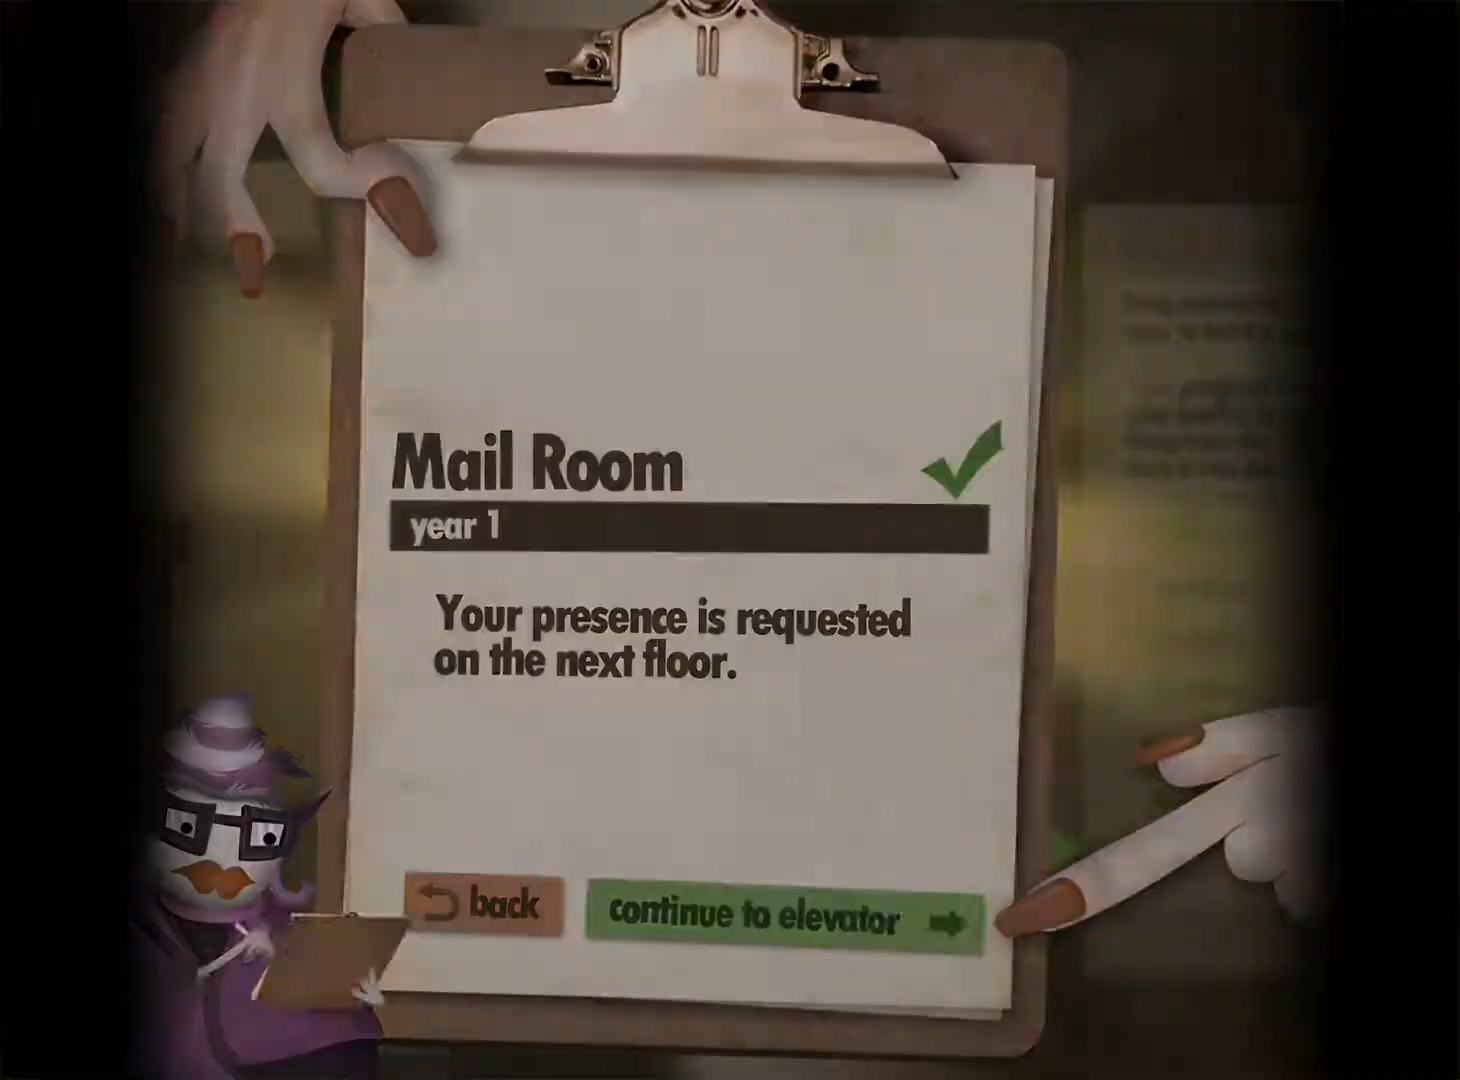 Mail Room
year 1
Your presence is requested
on the next floor.
back
continue to elevator